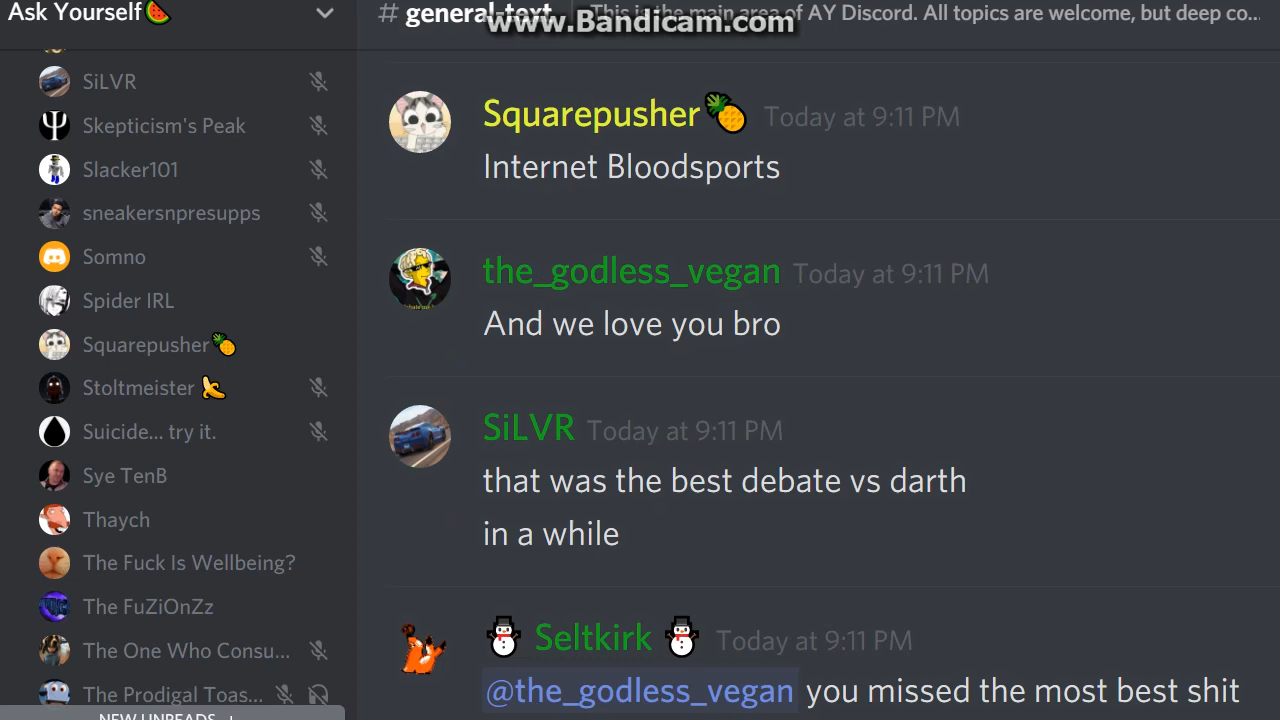 Ask Yourself🍉
SiLVR
Skepticism's Peak
Slacker101
sneakersnpresupps
Somno
Spider IRL
Squarepusher🍍
Stoltmeister 🍌
Suicide... try it.
Sye TenB
Thaych
The Fuck Is Wellbeing?
The FuZiOnZz
The One Who Consu...
The Prodigal Toas...
NEW UNREADS ↓
# general-text
This is the main area of AY Discord. All topics are welcome, but deep co...
www.Bandicam.com
Squarepusher🍍 Today at 9:11 PM
Internet Bloodsports
the_godless_vegan Today at 9:11 PM
And we love you bro
SiLVR Today at 9:11 PM
that was the best debate vs darth
in a while
⛄ Seltkirk ⛄ Today at 9:11 PM
@the_godless_vegan you missed the most best shit